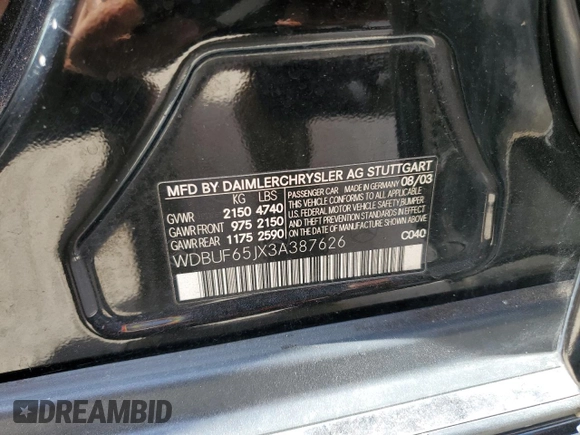 MFD BY DAIMLERCHRYSLER AG STUTTGART
KG LBS
GVWR 2150 4740
GAWR FRONT 975 2150
GAWR REAR 1175 2590
PASSENGER CAR MADE IN GERMANY 08/03
THIS VEHICLE CONFORMS TO ALL APPLICABLE
U.S. FEDERAL MOTOR VEHICLE SAFETY, BUMPER
AND THEFT PREVENTION STANDARDS IN EFFECT
ON THE DATE OF MANUFACTURE SHOWN ABOVE
WDBUF65JX3A387626 C040
DREAMBID